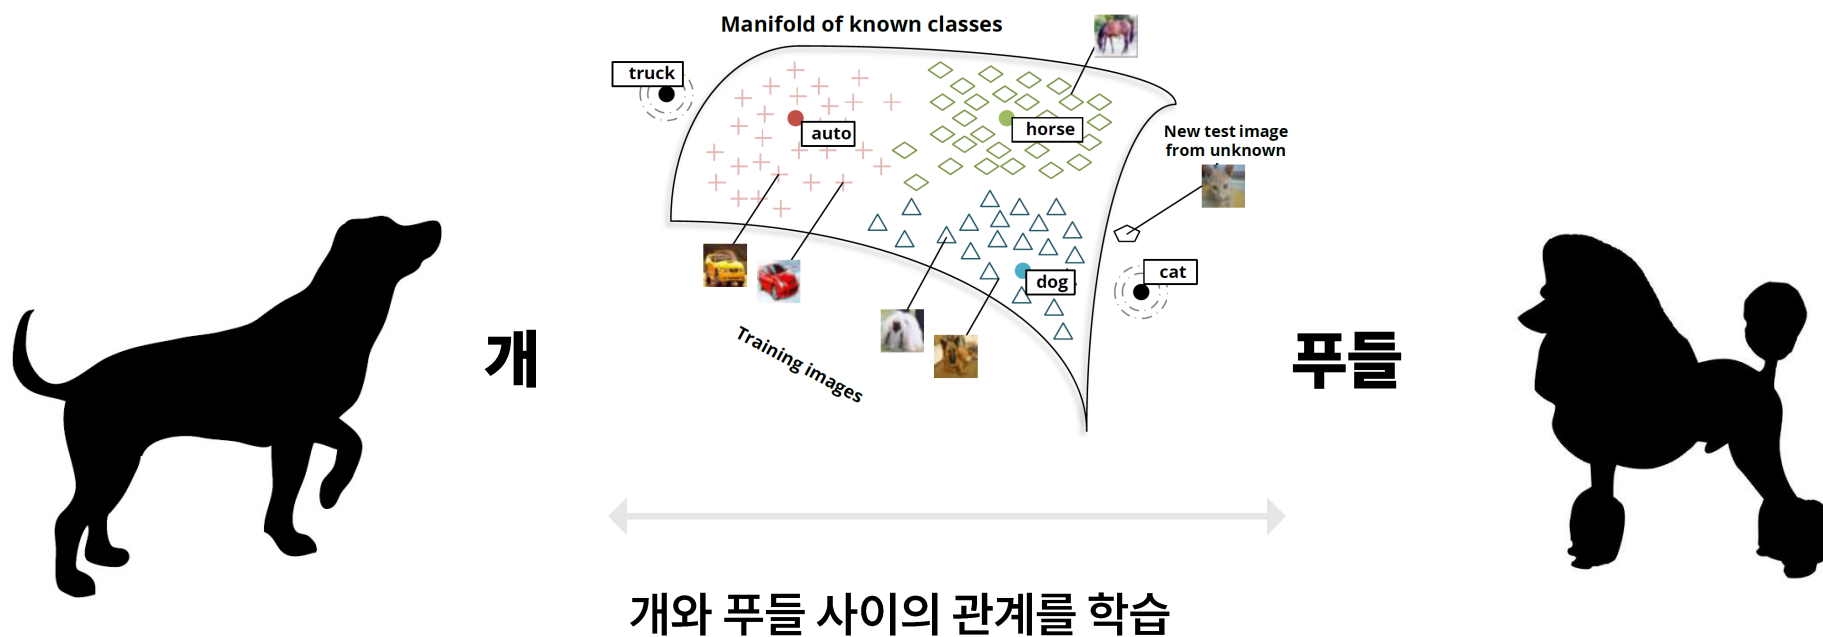 Manifold of known classes
truck
auto
horse
New test image
from unknown
dog
cat
Training images
개
푸들
개와 푸들 사이의 관계를 학습